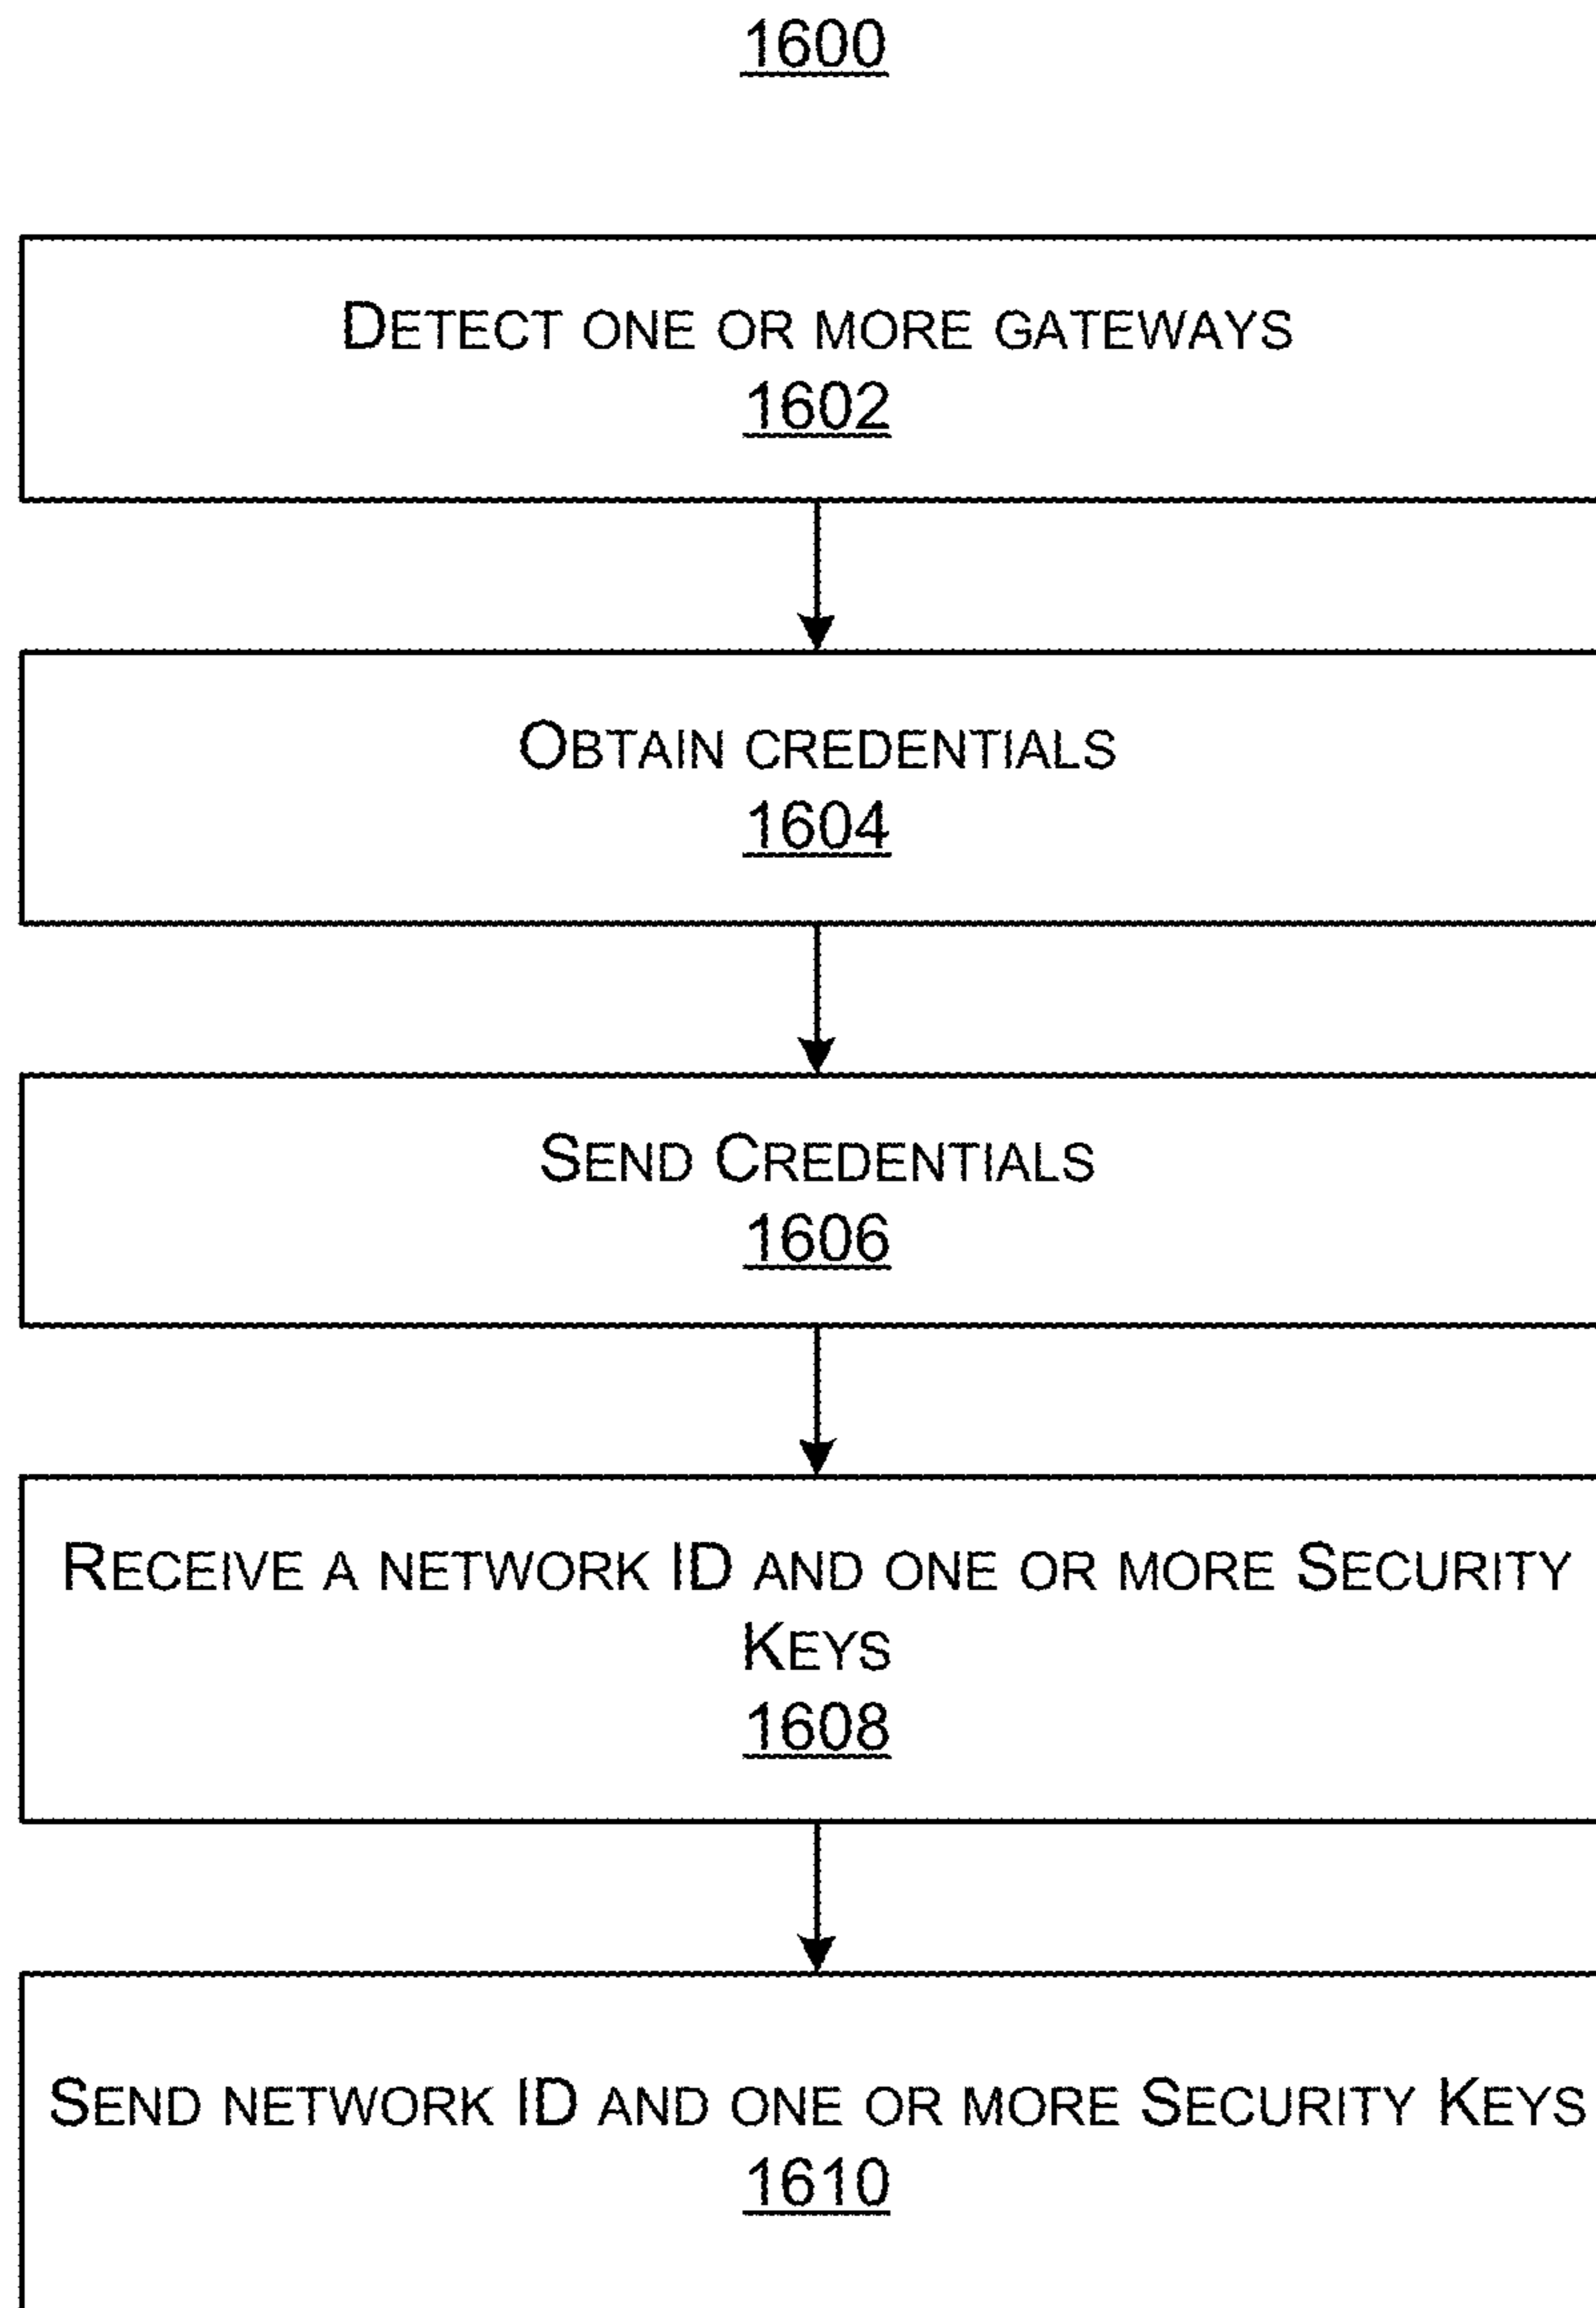 1600
DETECT ONE OR MORE GATEWAYS
1602
OBTAIN CREDENTIALS
1604
SEND CREDENTIALS
1606
RECEIVE A NETWORK ID AND ONE OR MORE SECURITY
KEYS
1608
SEND NETWORK ID AND ONE OR MORE SECURITY KEYS
1610